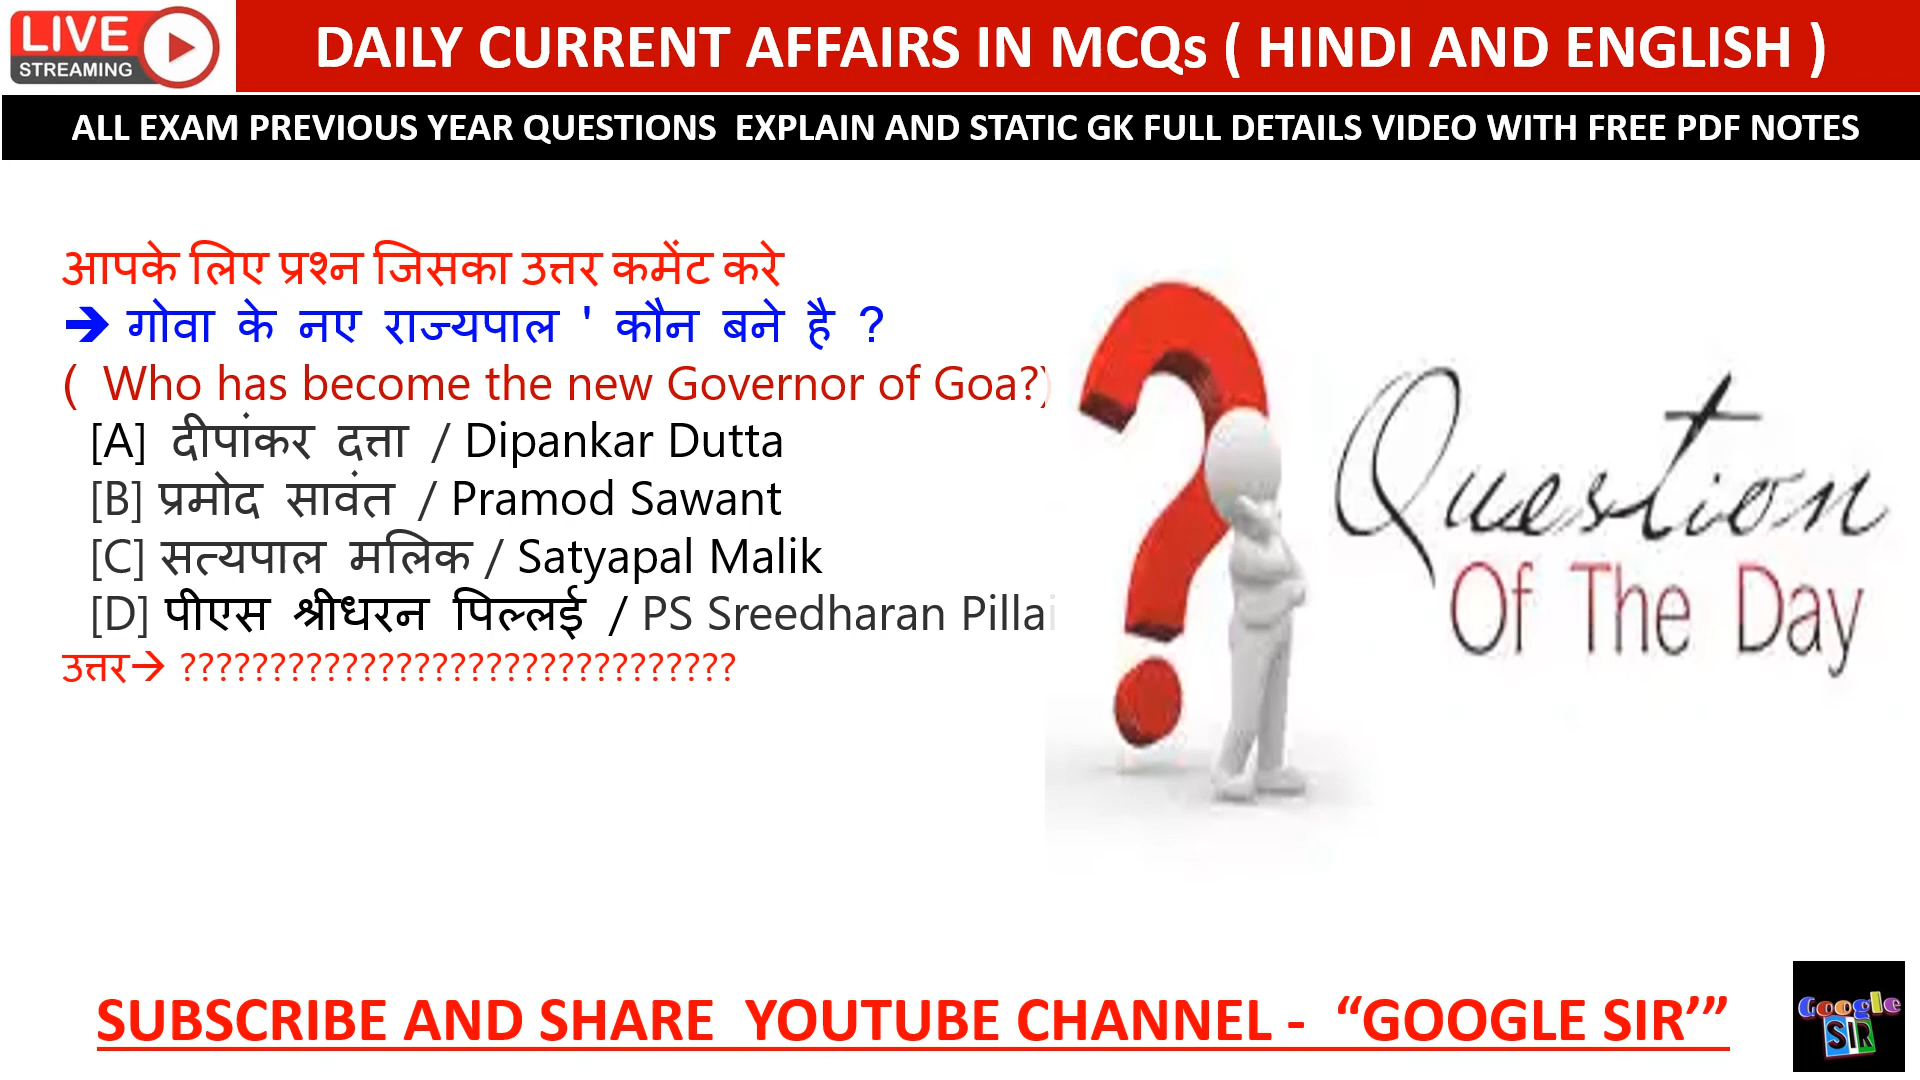 LIVE
STREAMING
DAILY CURRENT AFFAIRS IN MCQs ( HINDI AND ENGLISH )
ALL EXAM PREVIOUS YEAR QUESTIONS EXPLAIN AND STATIC GK FULL DETAILS VIDEO WITH FREE PDF NOTES
आपके लिए प्रश्न जिसका उत्तर कमेंट करे
➔ गोवा के नए राज्यपाल ' कौन बने है ?
( Who has become the new Governor of Goa?)
[A] दीपांकर दत्ता / Dipankar Dutta
[B] प्रमोद सावंत / Pramod Sawant
[C] सत्यपाल मलिक / Satyapal Malik
[D] पीएस श्रीधरन पिल्लई / PS Sreedharan Pillai
उत्तर→ ???????????????????????????????
Question
Of The Day
SUBSCRIBE AND SHARE YOUTUBE CHANNEL - “GOOGLE SIR’”
Google
SIR